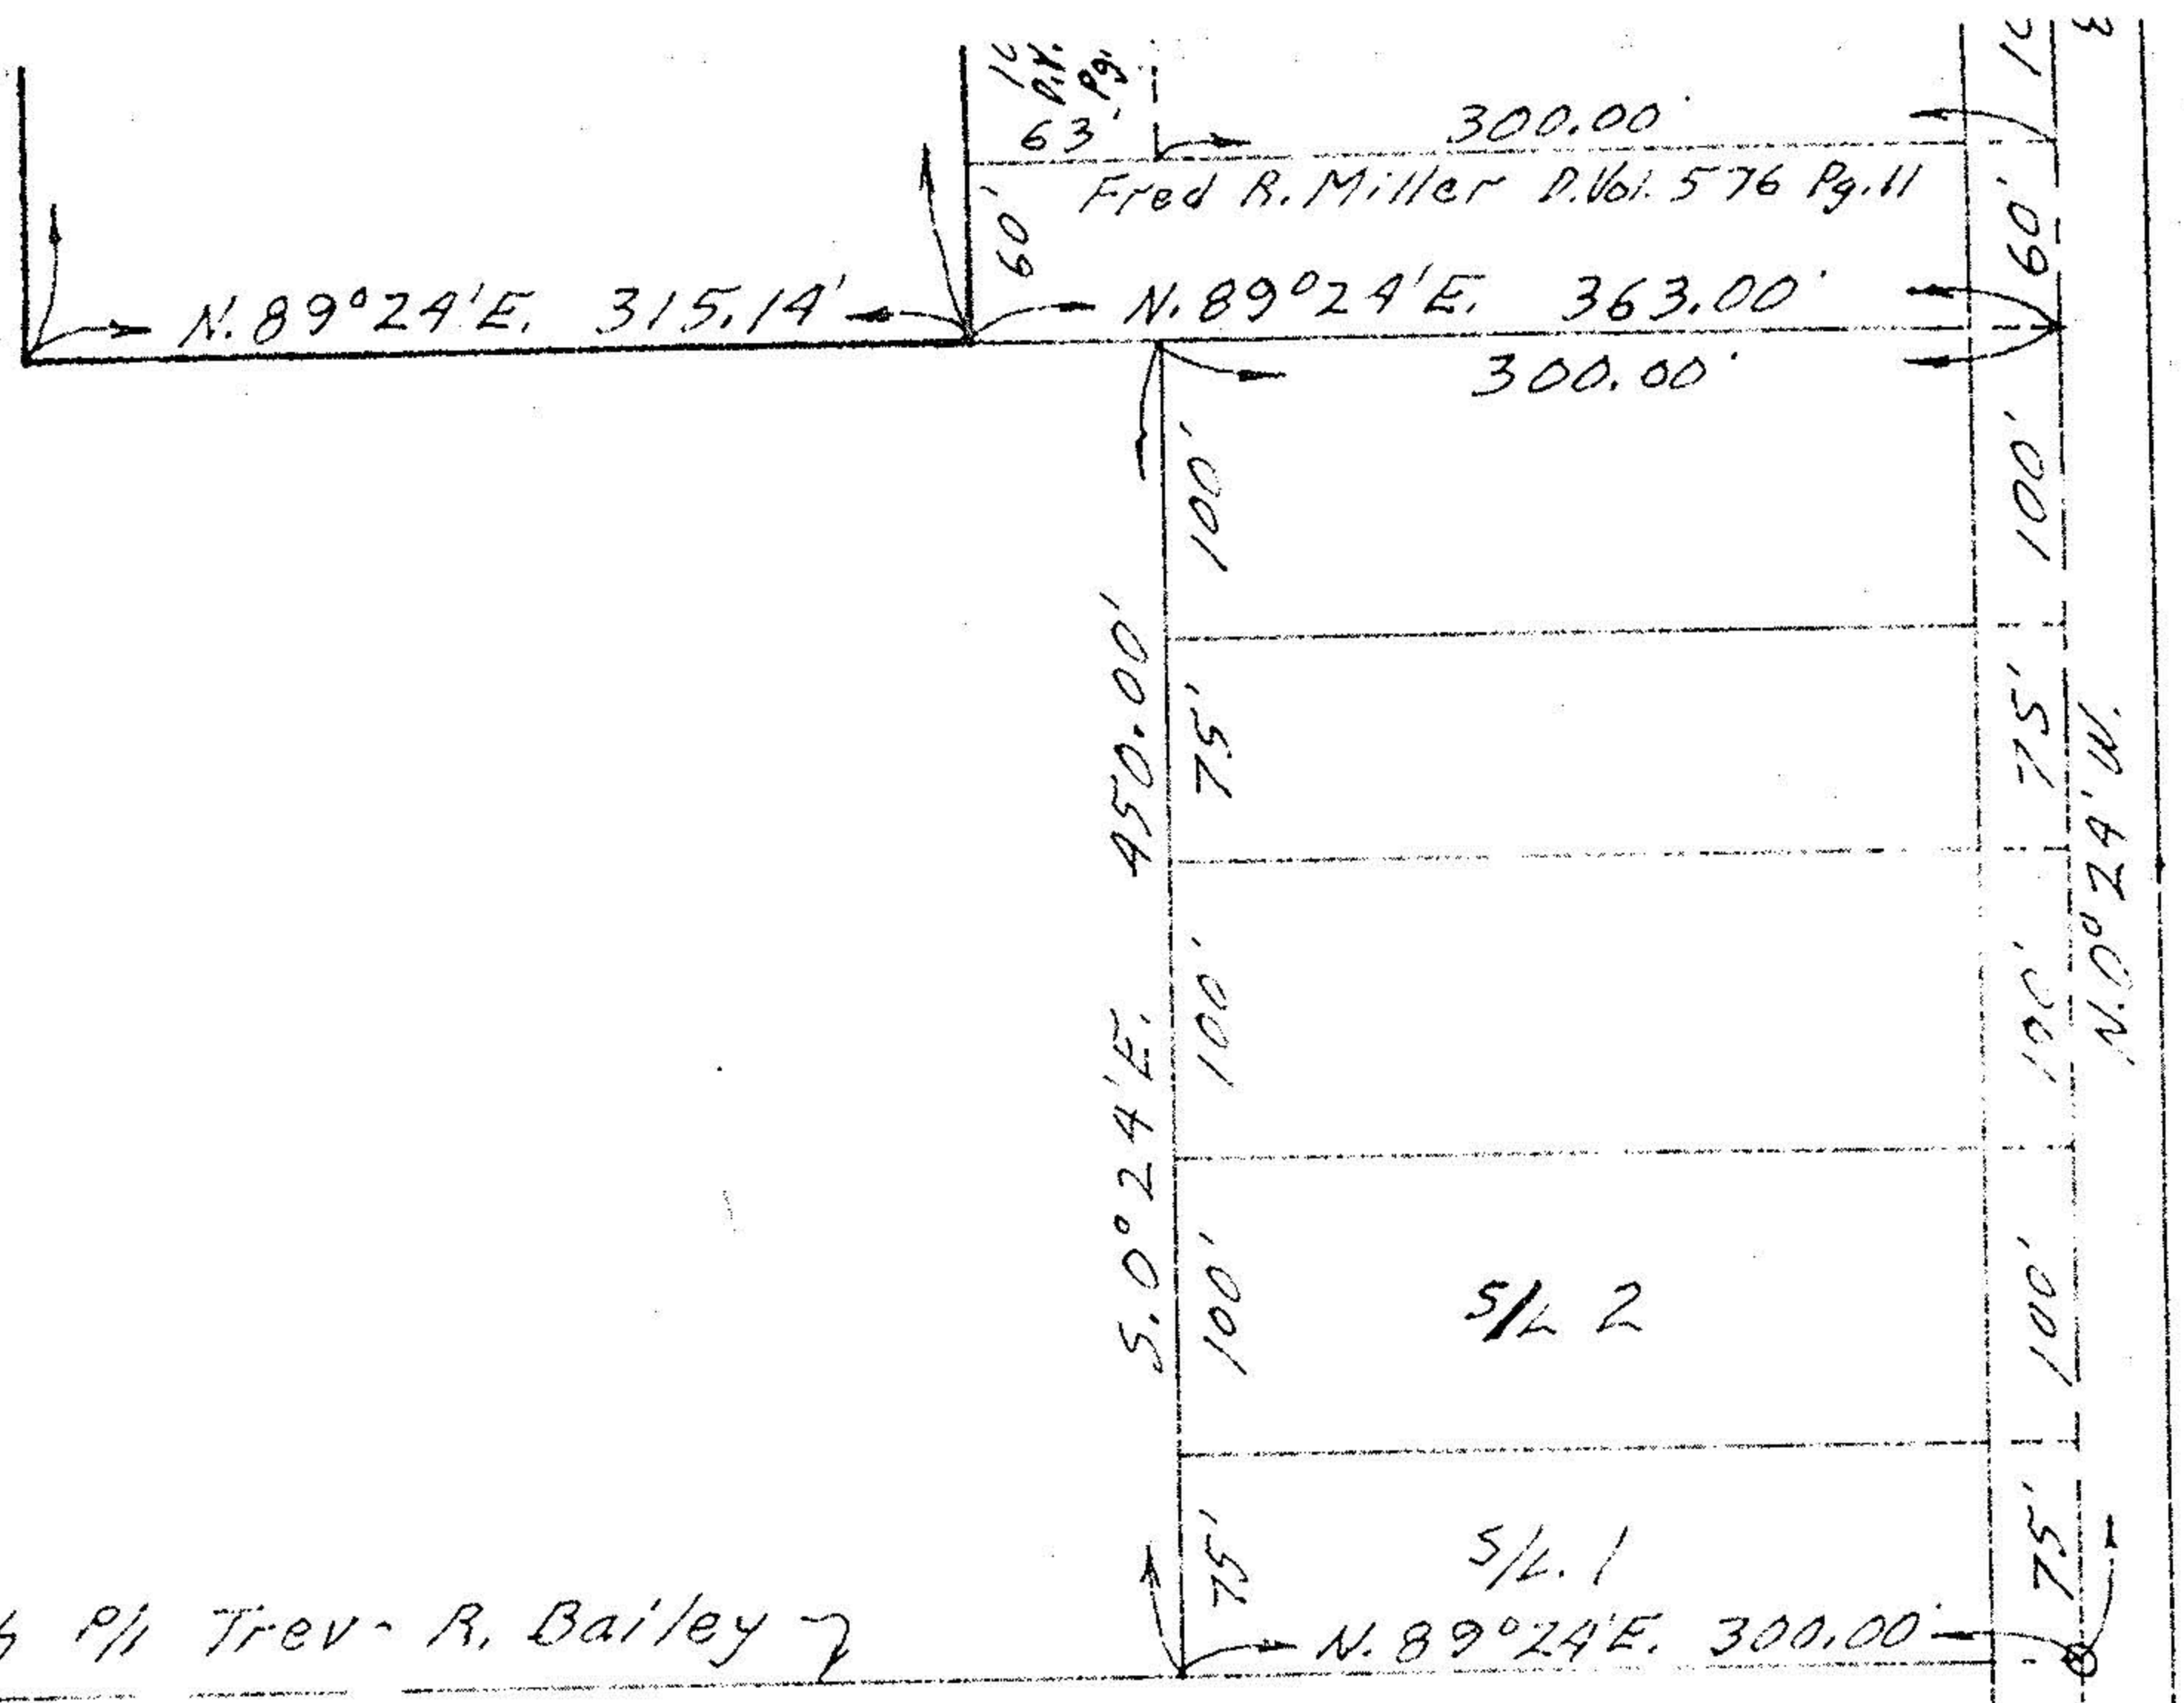 Pg.
63'
300.00'
Fred R. Miller D.Vol. 576 Pg. 11
60'
60'
N. 89°24'E. 315.14'
N. 89°24'E. 363.00'
300.00'
100'
100'
S. 0°24'E. 450.00'
75'
75'
N. 0°24'W.
100'
100'
100'
S/L 2
100'
75'
S/L. 1
75'
P/l R. Bailey
N. 89°24'E. 300.00'